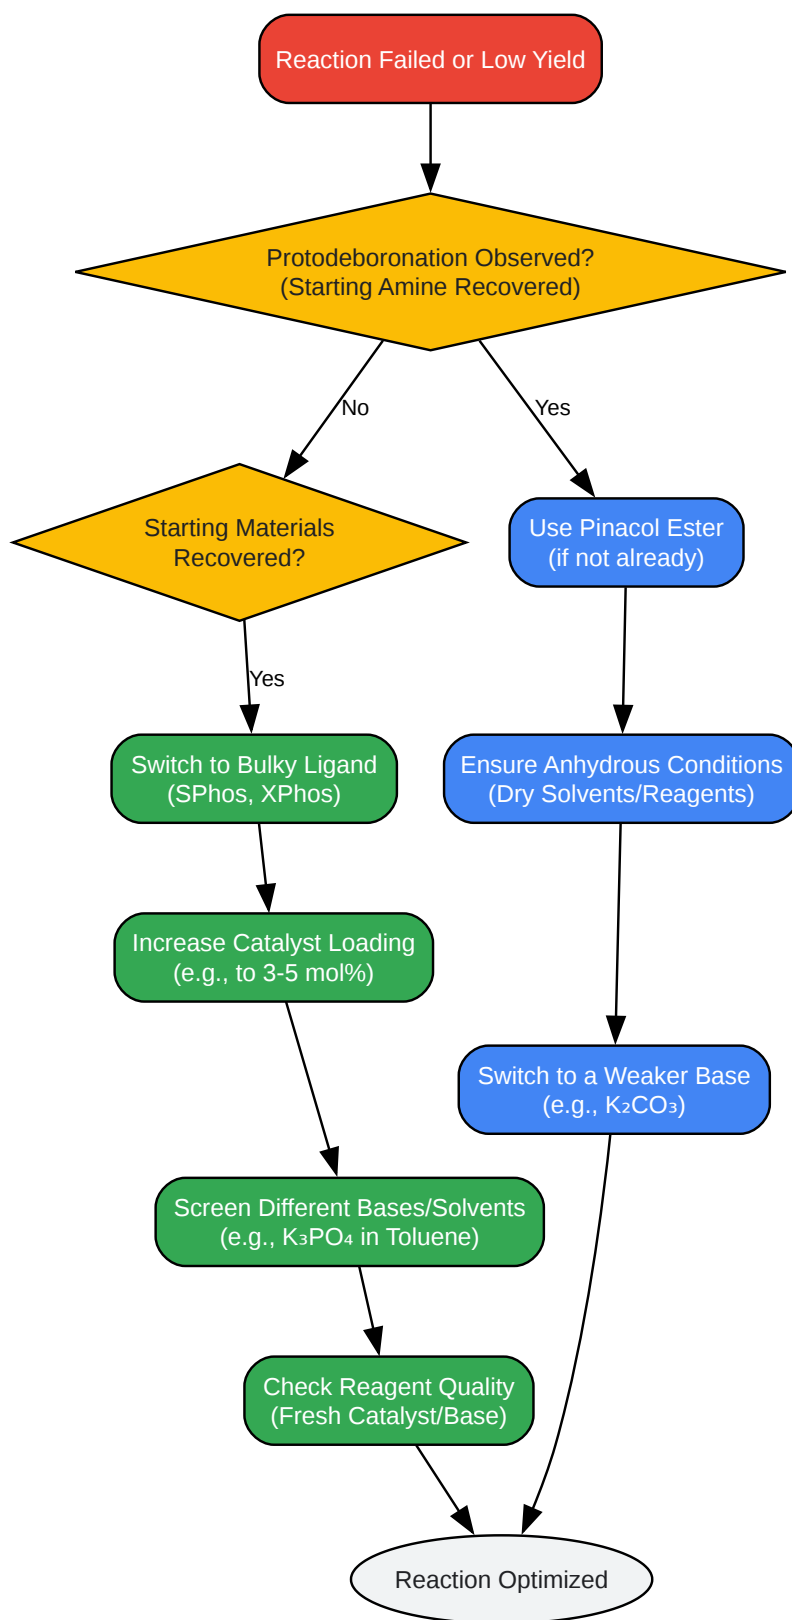 Reaction Failed or Low Yield
Protodeboronation Observed?
(Starting Amine Recovered)
No
Yes
Starting Materials
Recovered?
Use Pinacol Ester
(if not already)
Yes
Switch to Bulky Ligand
(SPhos, XPhos)
Ensure Anhydrous Conditions
(Dry Solvents/Reagents)
Increase Catalyst Loading
(e.g., to 3-5 mol%)
Switch to a Weaker Base
(e.g., K₂CO₃)
Screen Different Bases/Solvents
(e.g., K₃PO₄ in Toluene)
Check Reagent Quality
(Fresh Catalyst/Base)
Reaction Optimized